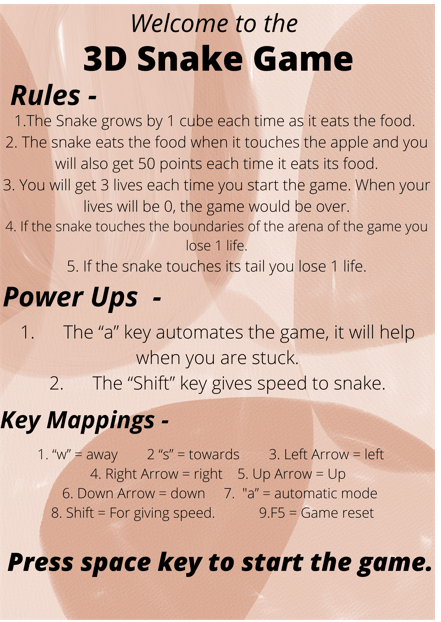 Welcome to the
3D Snake Game
Rules -
1.The Snake grows by 1 cube each time as it eats the food.
2. The snake eats the food when it touches the apple and you
will also get 50 points each time it eats its food.
3. You will get 3 lives each time you start the game. When your
lives will be 0, the game would be over.
4. If the snake touches the boundaries of the arena of the game you
lose 1 life.
5. If the snake touches its tail you lose 1 life.
Power Ups -
1. The “a” key automates the game, it will help
when you are stuck.
2. The “Shift” key gives speed to snake.
Key Mappings -
1. “w” = away 2 “s” = towards 3. Left Arrow = left
4. Right Arrow = right 5. Up Arrow = Up
6. Down Arrow = down 7. "a" = automatic mode
8. Shift = For giving speed. 9.F5 = Game reset
Press space key to start the game.